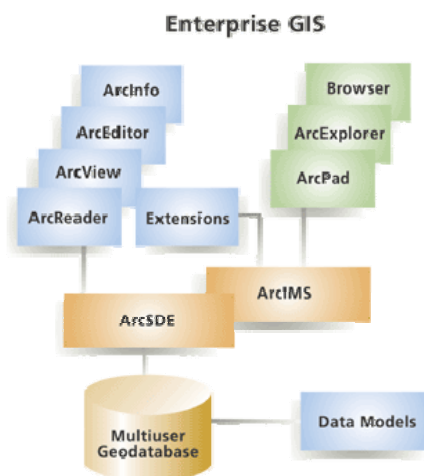 Enterprise GIS
ArcInfo
ArcEditor
ArcView
ArcReader
Extensions
Browser
ArcExplorer
ArcPad
ArcIMS
ArcSDE
Multiuser
Geodatabase
Data Models